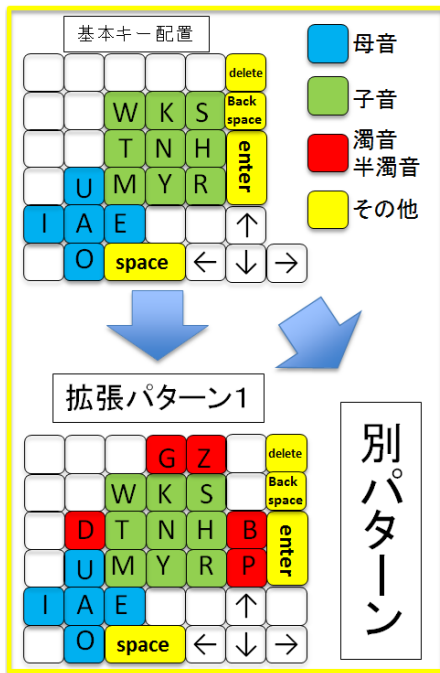 基本キー配置
delete
W K S Back space
T N H enter
U M Y R
I A E ↑
O space ← ↓ →
母音
子音
濁音
半濁音
その他
拡張パターン1
別パターン
G Z delete
W K S Back space
D T N H B enter
U M Y R P
I A E ↑
O space ← ↓ →